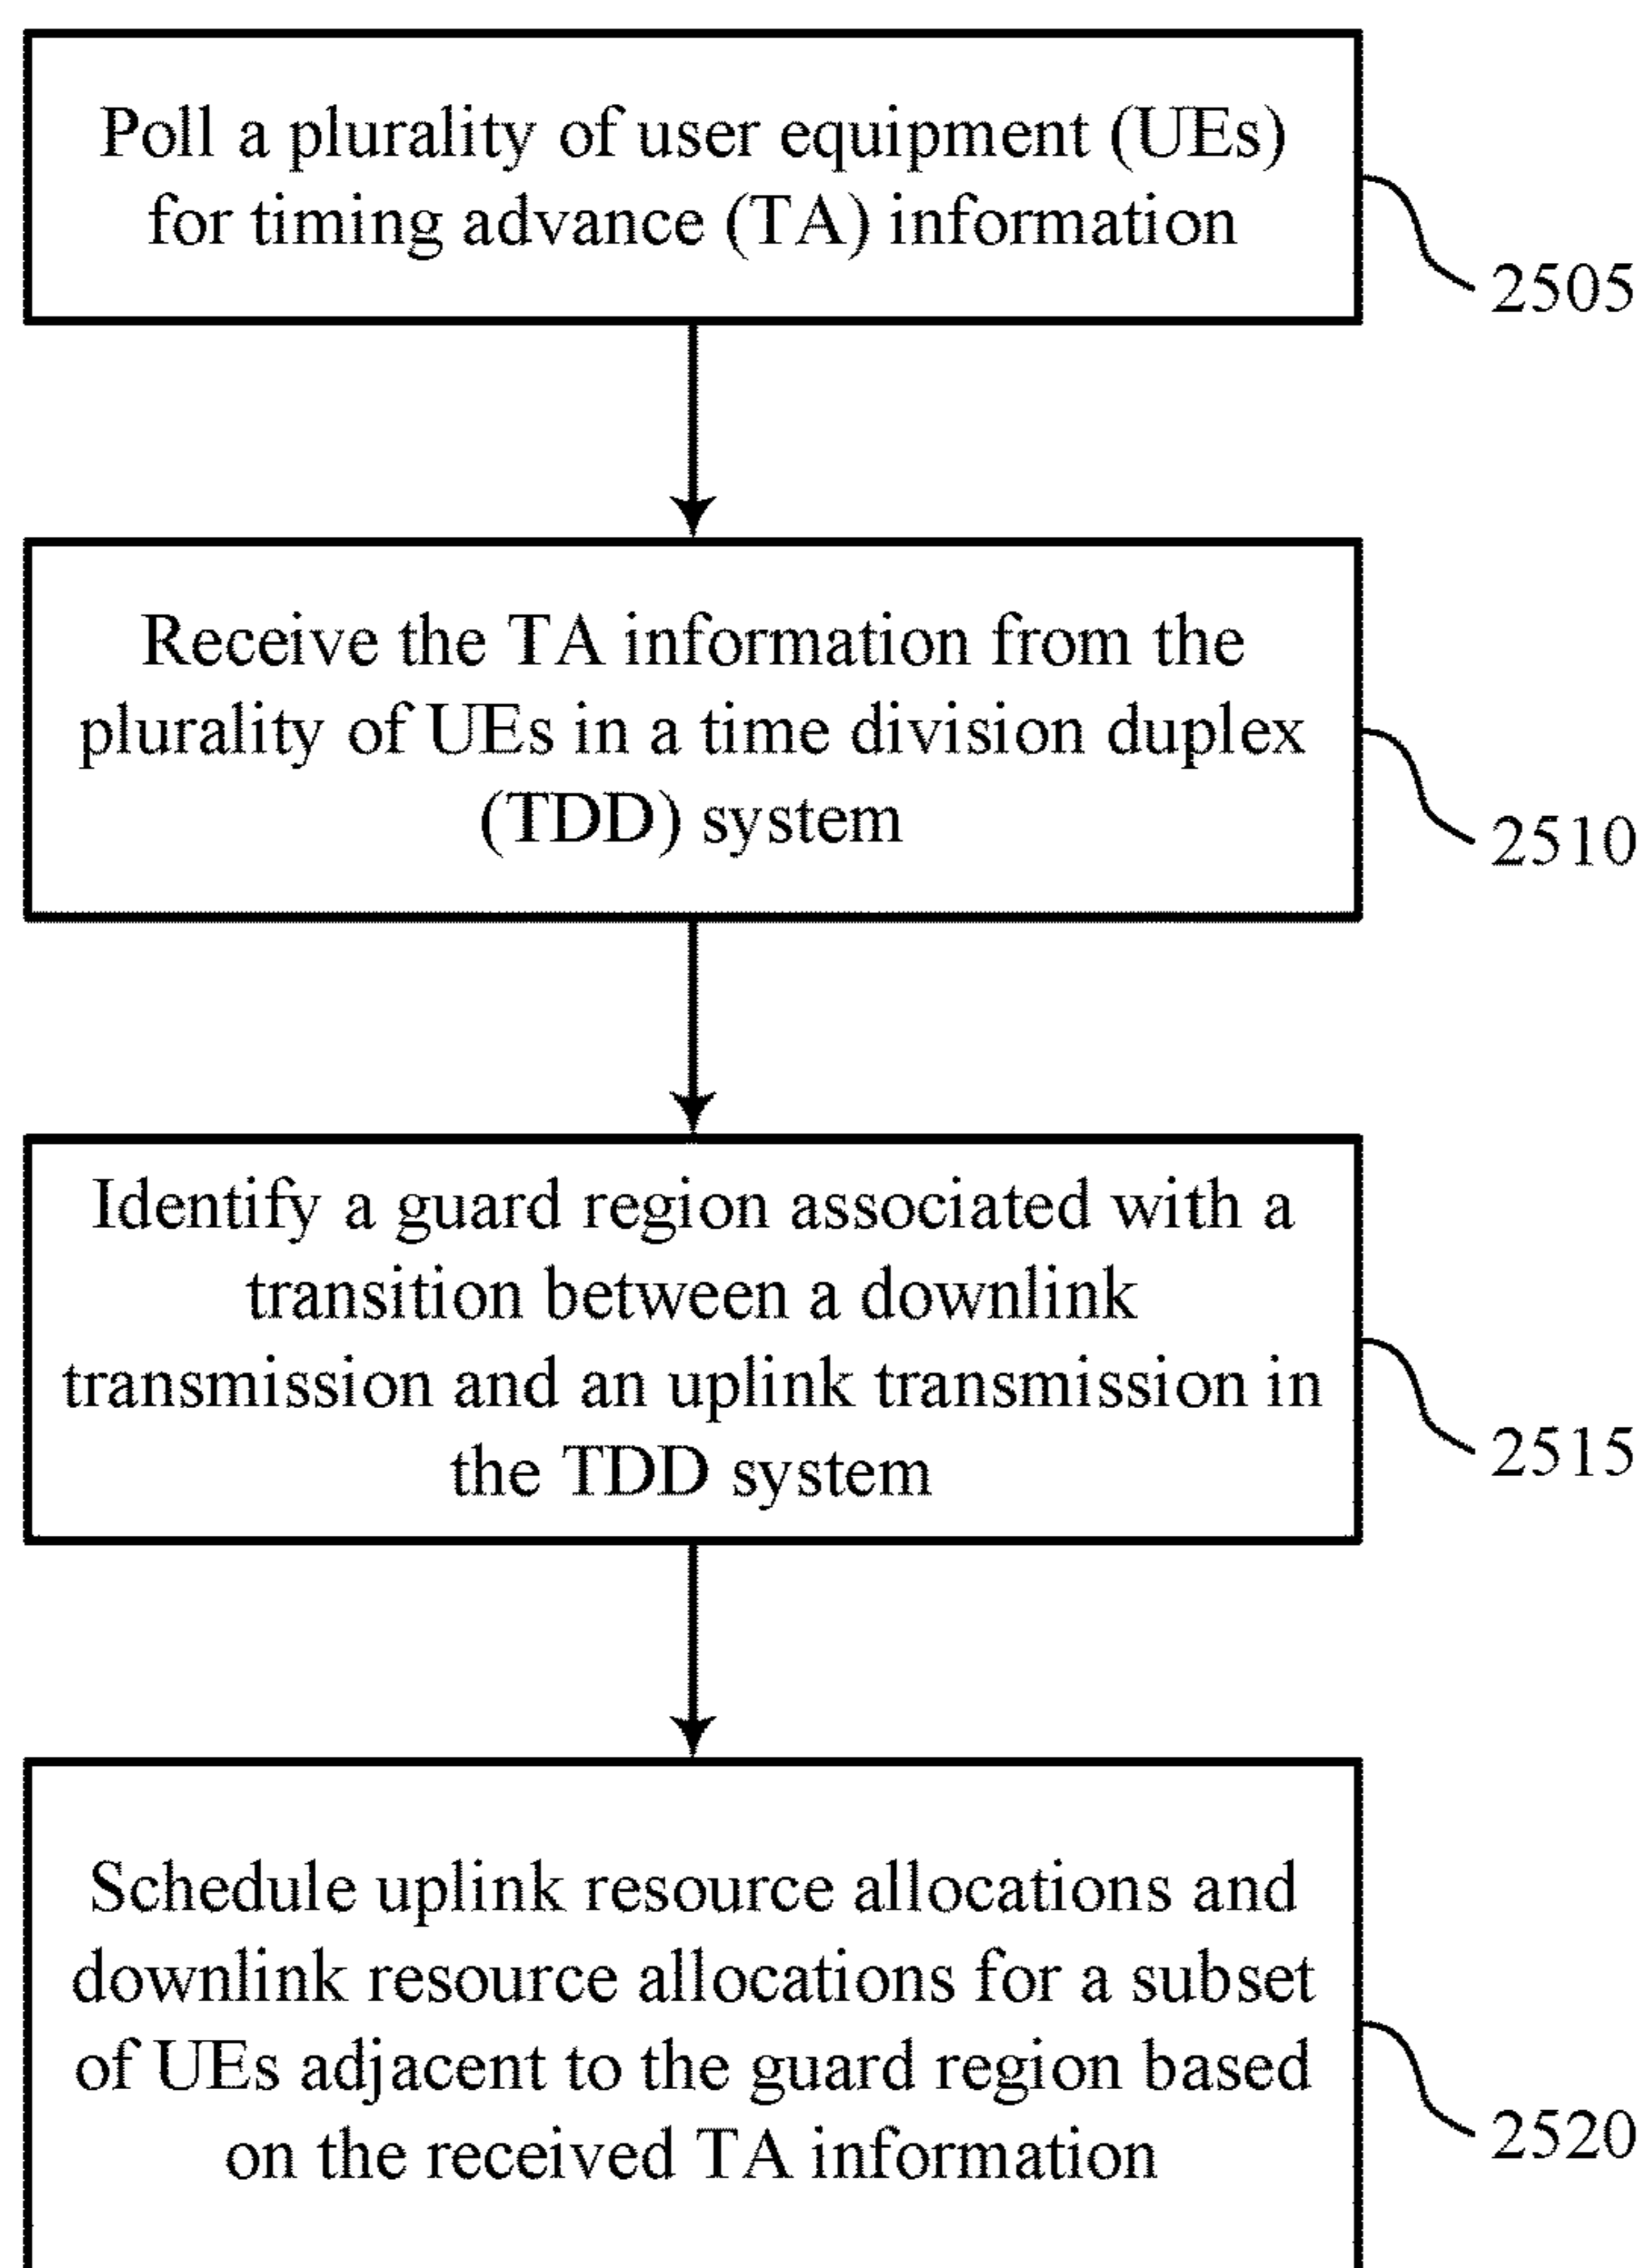 Poll a plurality of user equipment (UEs)
for timing advance (TA) information
2505
Receive the TA information from the
plurality of UEs in a time division duplex
(TDD) system
2510
Identify a guard region associated with a
transition between a downlink
transmission and an uplink transmission in
the TDD system
2515
Schedule uplink resource allocations and
downlink resource allocations for a subset
of UEs adjacent to the guard region based
on the received TA information
2520